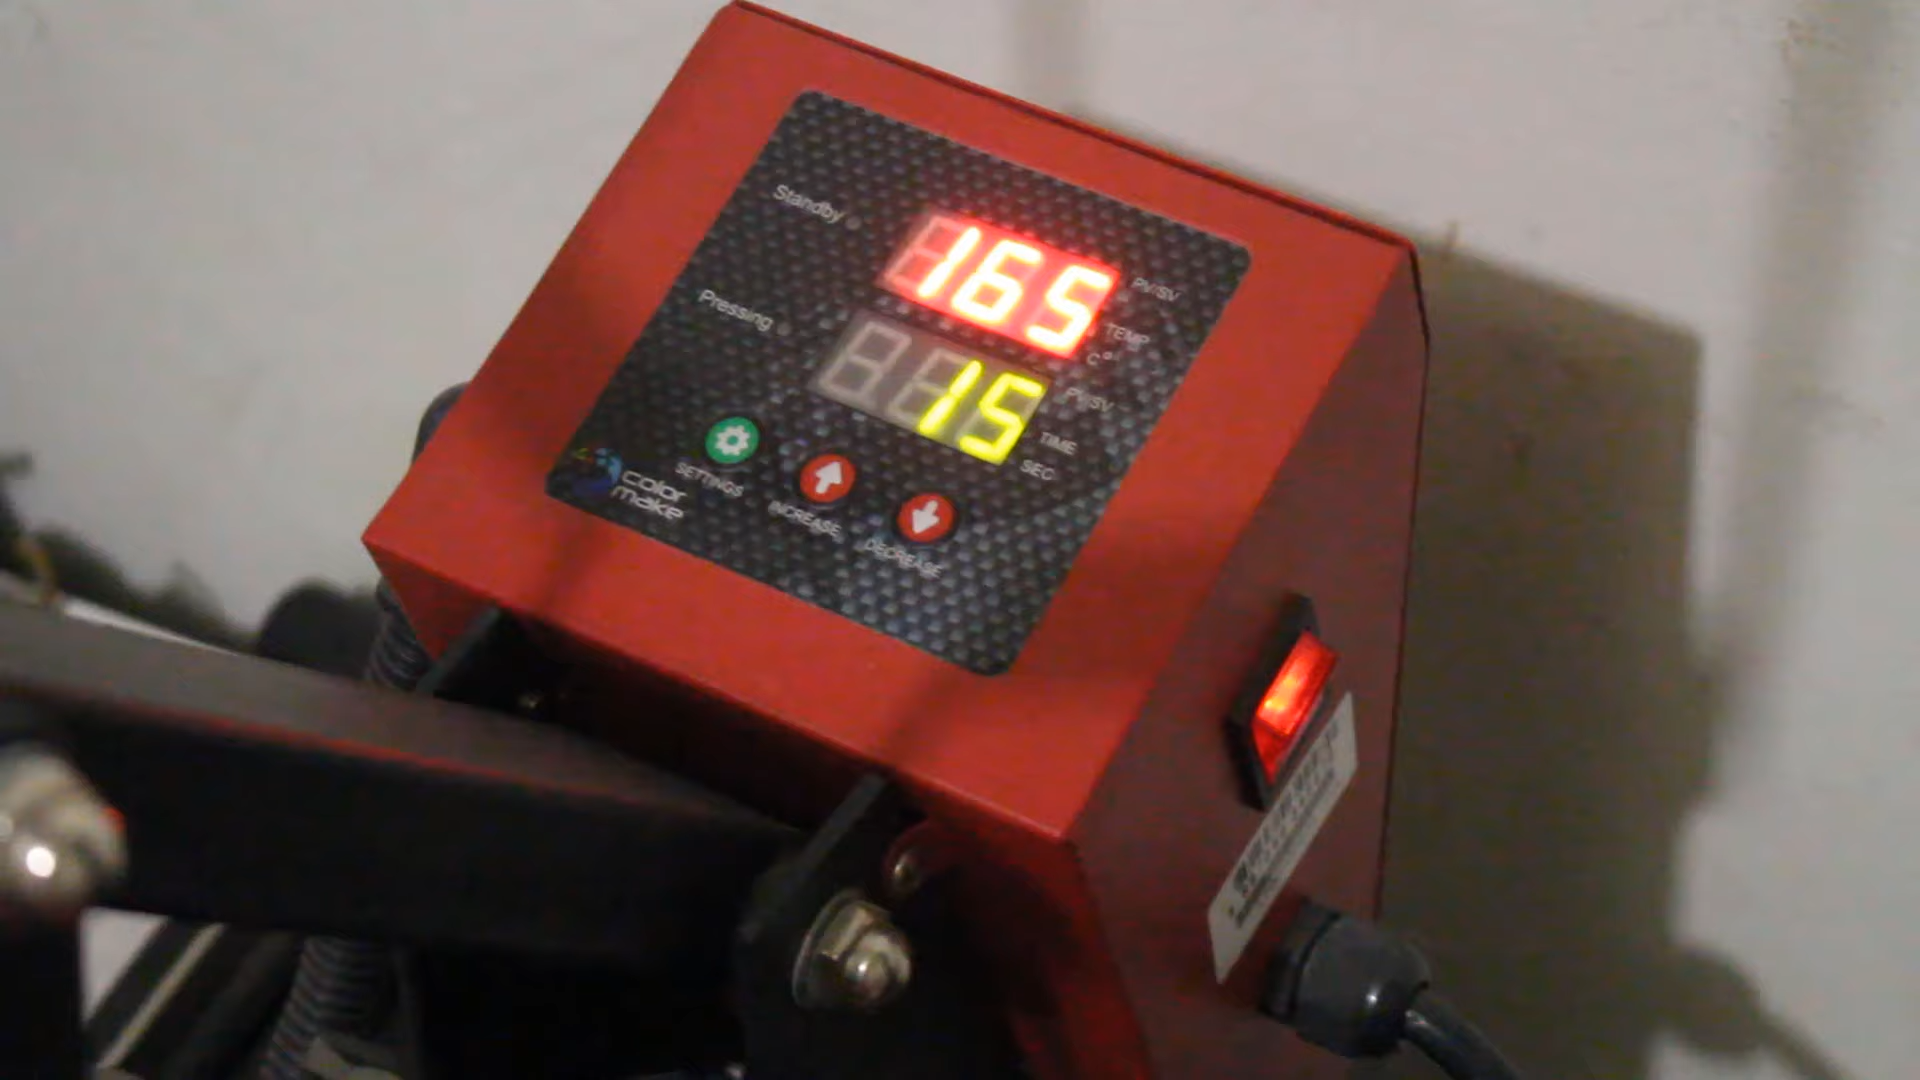 Standby
165
PV/SV
TEMP
C°
Pressing
15
PV/SV
TIME
SEC
SETTINGS
INCREASE
DECREASE
color
make